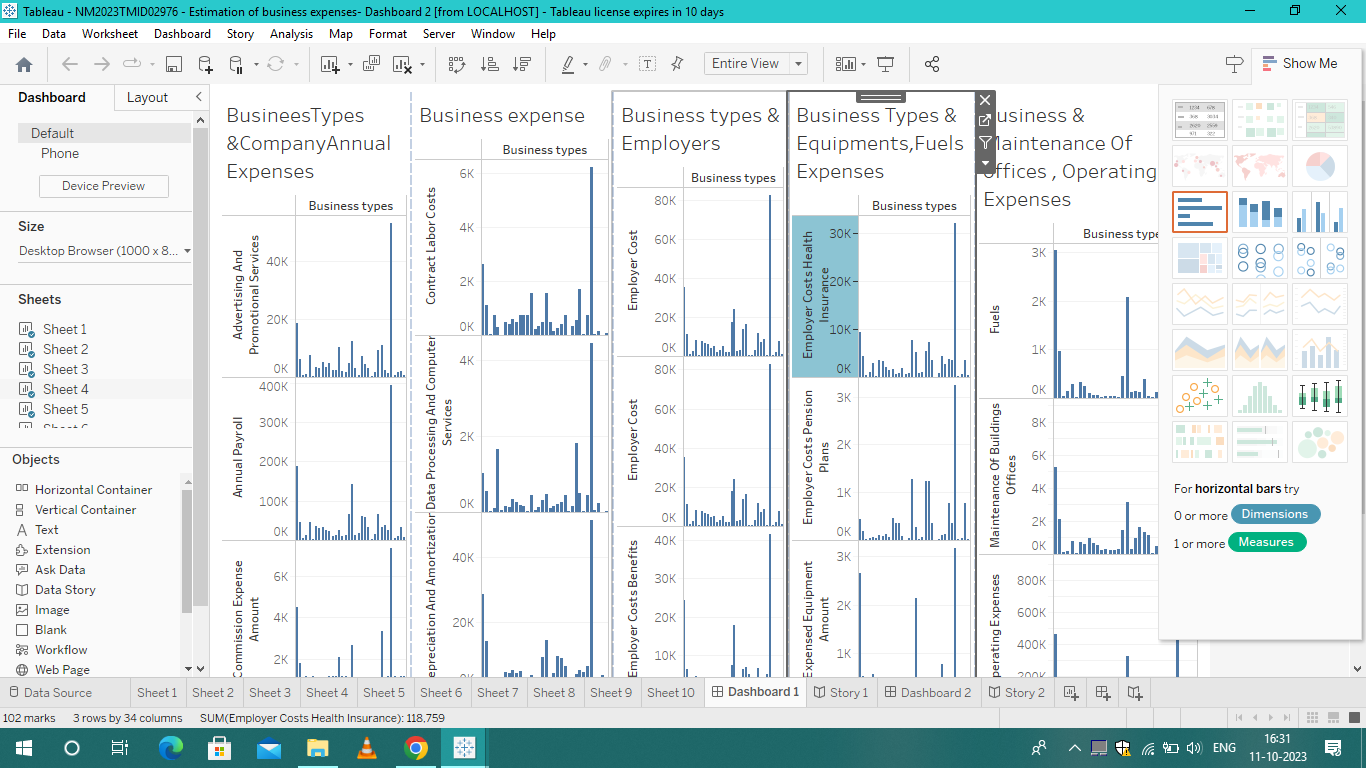 Tableau - NM2023TMID02976 - Estimation of business expenses- Dashboard 2 [from LOCALHOST] - Tableau license expires in 10 days
File Data Worksheet Dashboard Story Analysis Map Format Server Window Help
Entire View
Show Me
Dashboard Layout
Default
Phone
Device Preview
Size
Desktop Browser (1000 x 8...
Sheets
Sheet 1
Sheet 2
Sheet 3
Sheet 4
Sheet 5
Objects
Horizontal Container
Vertical Container
Text
Extension
Ask Data
Data Story
Image
Blank
Workflow
Web Page
BusineesTypes
&CompanyAnnual
Expenses
Business types
Advertising And
Promotional Services
40K
20K
0K
Annual Payroll
400K
300K
200K
100K
0K
Commission Expense
Amount
6K
4K
2K
Business expense
Business types
Contract Labor Costs
6K
4K
2K
0K
Data Processing And Computer
Services
4K
2K
0K
epreciation And Amortization
40K
20K
Business types &
Employers
Business types
Employer Cost
80K
60K
40K
20K
0K
Employer Cost
80K
60K
40K
20K
0K
Employer Costs Benefits
40K
30K
20K
10K
Business Types &
Equipments,Fuels
Expenses
Business types
Employer Costs Health
Insurance
30K
20K
10K
0K
Employer Costs Pension
Plans
3K
2K
1K
0K
Expensed Equipment
Amount
3K
2K
1K
usiness &
Maintenance Of
ffices , Operating
Expenses
Business type
Fuels
3K
2K
1K
0K
Maintenance Of Buildings
Offices
8K
6K
4K
2K
0K
perating Expenses
800K
600K
400K
200K
For horizontal bars try
0 or more Dimensions
1 or more Measures
Data Source Sheet 1 Sheet 2 Sheet 3 Sheet 4 Sheet 5 Sheet 6 Sheet 7 Sheet 8 Sheet 9 Sheet 10 Dashboard 1 Story 1 Dashboard 2 Story 2
102 marks 3 rows by 34 columns SUM(Employer Costs Health Insurance): 118,759
ENG
16:31
11-10-2023